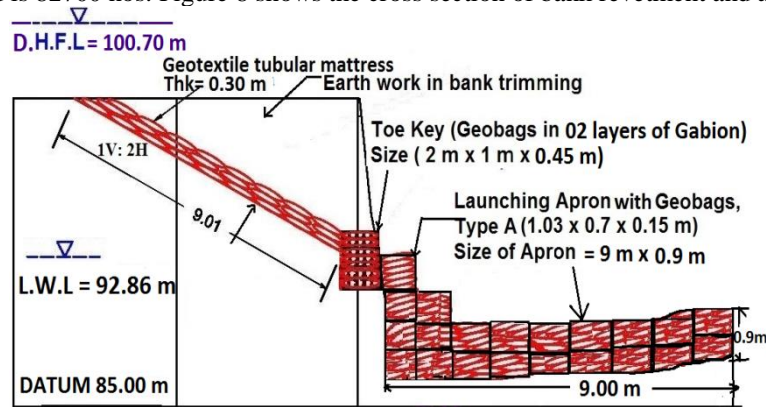 D.H.F.L = 100.70 m
Geotextile tubular mattress
Thk= 0.30 m
Earth work in bank trimming
Toe Key (Geobags in 02 layers of Gabion)
Size ( 2 m x 1 m x 0.45 m)
1V: 2H
9.01
Launching Apron with Geobags,
Type A (1.03 x 0.7 x 0.15 m)
Size of Apron = 9 m x 0.9 m
L.W.L = 92.86 m
0.9m
DATUM 85.00 m
9.00 m